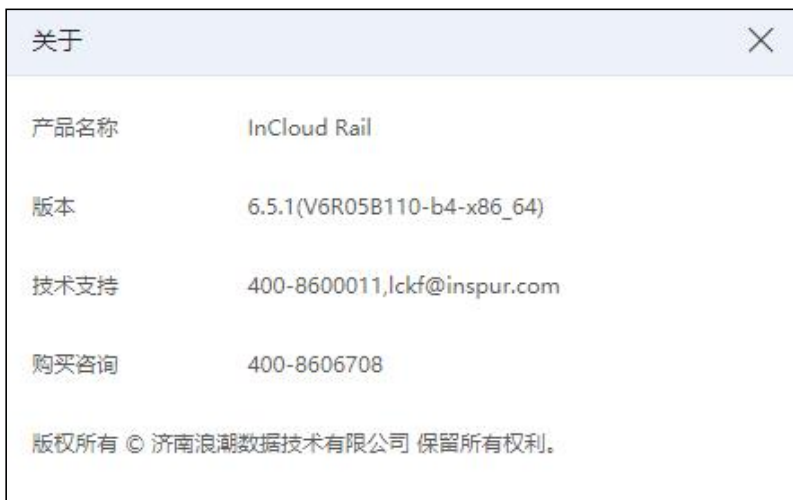 关于
产品名称 InCloud Rail
版本 6.5.1(V6R05B110-b4-x86_64)
技术支持 400-8600011,lckf@inspur.com
购买咨询 400-8606708
版权所有 © 济南浪潮数据技术有限公司 保留所有权利。